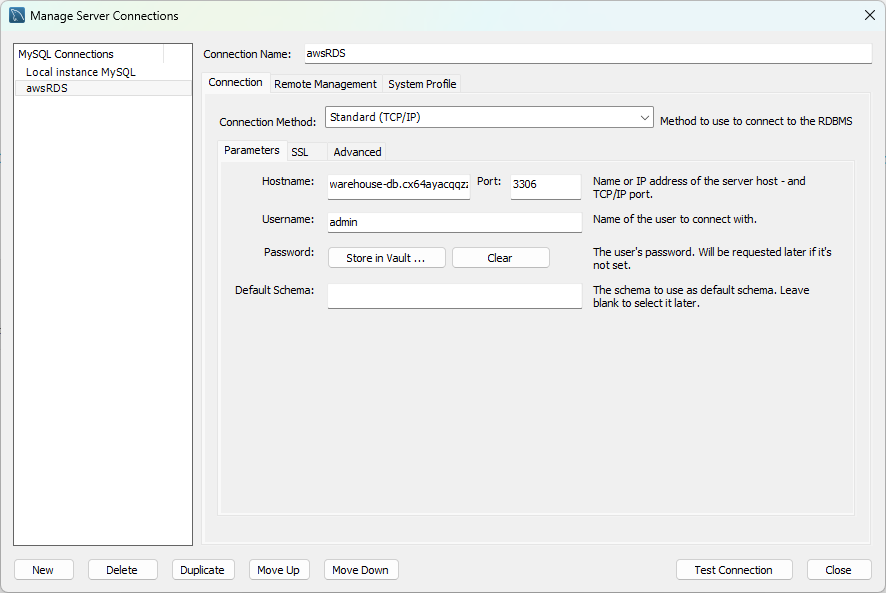 Manage Server Connections
MySQL Connections
Local instance MySQL
awsRDS
Connection Name: awsRDS
Connection Remote Management System Profile
Connection Method: Standard (TCP/IP) Method to use to connect to the RDBMS
Parameters SSL Advanced
Hostname: warehouse-db.cx64ayacqqzz Port: 3306 Name or IP address of the server host - and
TCP/IP port.
Username: admin Name of the user to connect with.
Password: Store in Vault ... Clear The user's password. Will be requested later if it's
not set.
Default Schema: The schema to use as default schema. Leave
blank to select it later.
New Delete Duplicate Move Up Move Down Test Connection Close